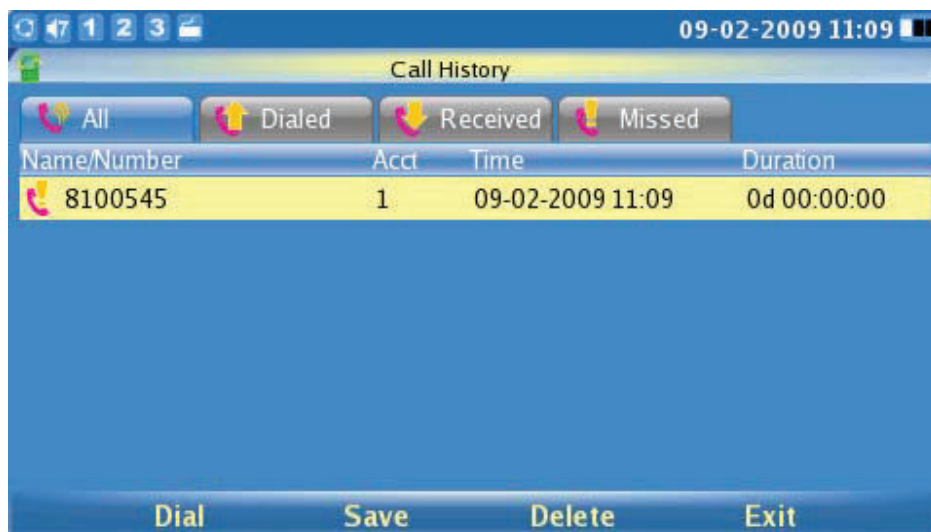 47 1 2 3 09-02-2009 11:09
Call History
All Dialed Received Missed
Name/Number Acct Time Duration
8100545 1 09-02-2009 11:09 0d 00:00:00
Dial Save Delete Exit